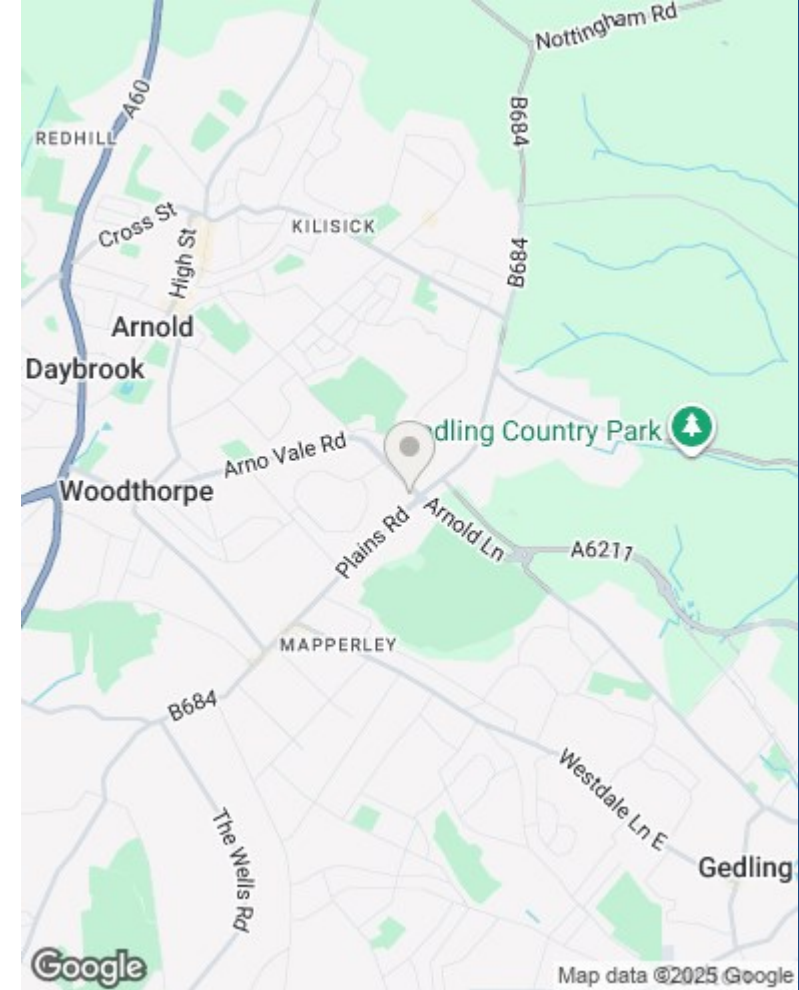 Nottingham Rd
A60
B684
REDHILL
Cross St
KILISICK
High St
B684
Arnold
Daybrook
dling Country Park
Arno Vale Rd
Woodthorpe
Plains Rd
Arnold Ln
A6211
MAPPERLEY
B684
Westdale Ln E
The Wells Rd
Gedling
Google
Map data ©2025 Google